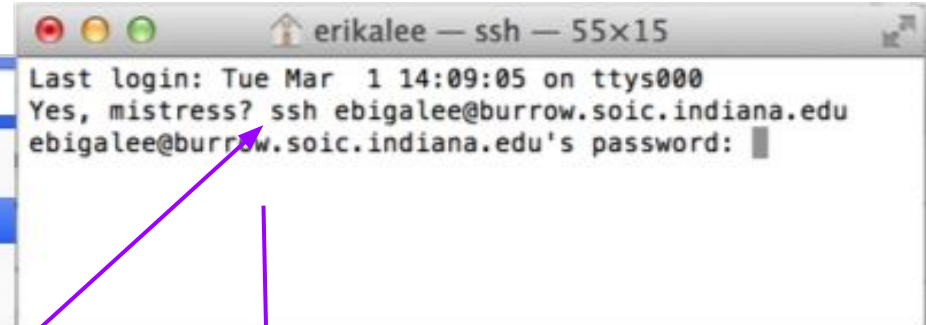 erikalee — ssh — 55×15
Last login: Tue Mar  1 14:09:05 on ttys000
Yes, mistress? ssh ebigalee@burrow.soic.indiana.edu
ebigalee@burrow.soic.indiana.edu's password: